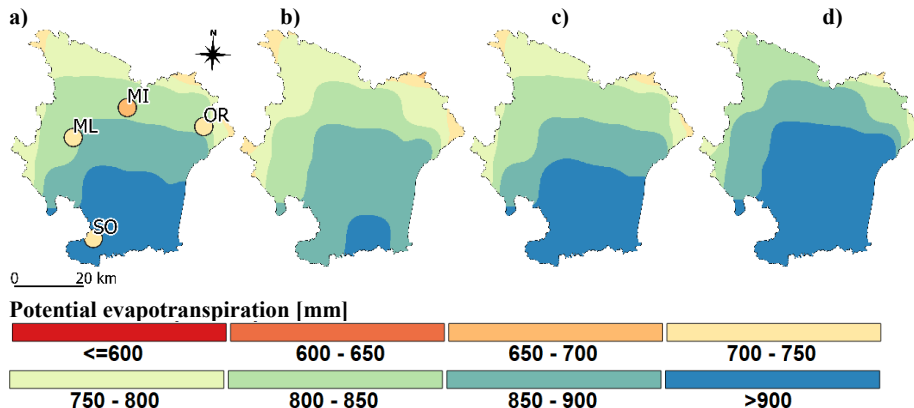 a) b) c) d)
N
MI
OR
ML
SO
0 20 km
Potential evapotranspiration [mm]
<=600 600 - 650 650 - 700 700 - 750
750 - 800 800 - 850 850 - 900 >900